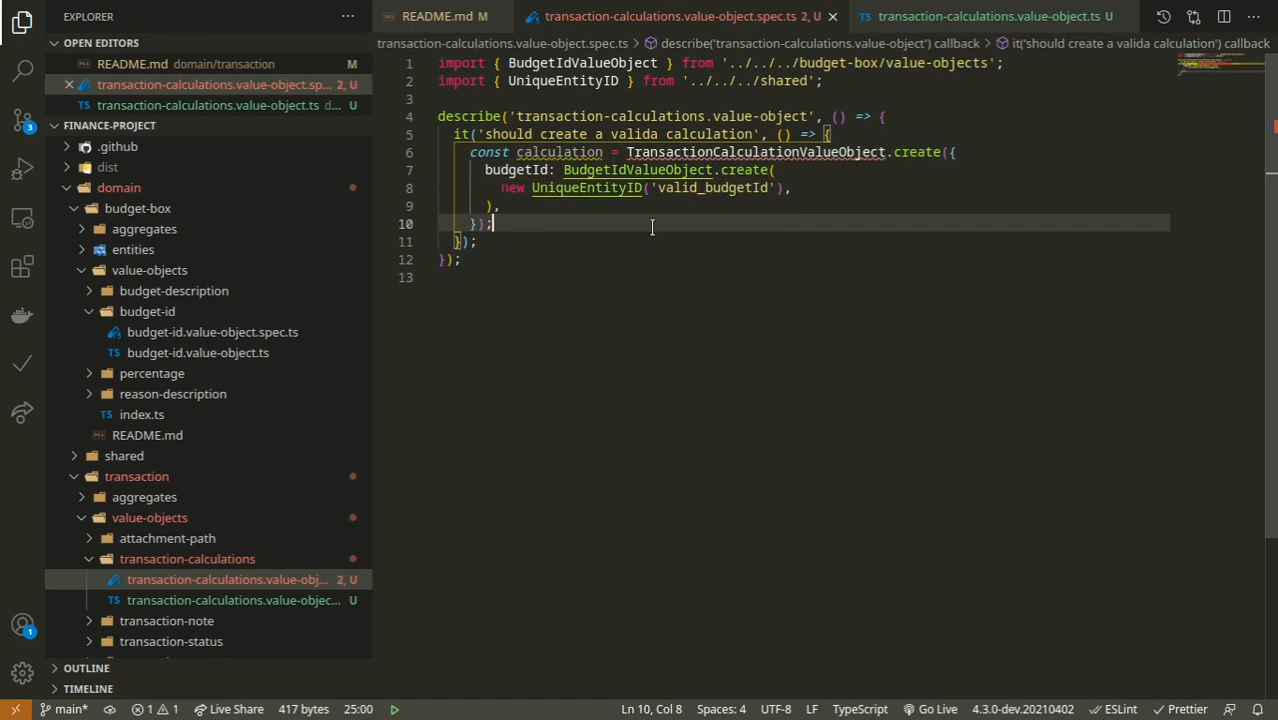 EXPLORER
OPEN EDITORS
README.md domain/transaction M
transaction-calculations.value-object.sp... 2, U
transaction-calculations.value-object.ts d... U
FINANCE-PROJECT
.github
dist
domain
budget-box
aggregates
entities
value-objects
budget-description
budget-id
budget-id.value-object.spec.ts
budget-id.value-object.ts
percentage
reason-description
index.ts
README.md
shared
transaction
aggregates
value-objects
attachment-path
transaction-calculations
transaction-calculations.value-obj... 2, U
transaction-calculations.value-objec... U
transaction-note
transaction-status
OUTLINE
TIMELINE
3
1
README.md M
transaction-calculations.value-object.spec.ts 2, U
transaction-calculations.value-object.ts U
transaction-calculations.value-object.spec.ts > describe('transaction-calculations.value-object') callback > it('should create a valida calculation') callback
1 import { BudgetIdValueObject } from '../../../budget-box/value-objects';
2 import { UniqueEntityID } from '../../../shared';
3
4 describe('transaction-calculations.value-object', () => {
5 it('should create a valida calculation', () => {
6 const calculation = TransactionCalculationValueObject.create({
7 budgetId: BudgetIdValueObject.create(
8 new UniqueEntityID('valid_budgetId'),
9 ),
10 });
11 });
12 });
13
main* 1 1 Live Share 417 bytes 25:00 Ln 10, Col 8 Spaces: 4 UTF-8 LF TypeScript Go Live 4.3.0-dev.20210402 ESLint Prettier